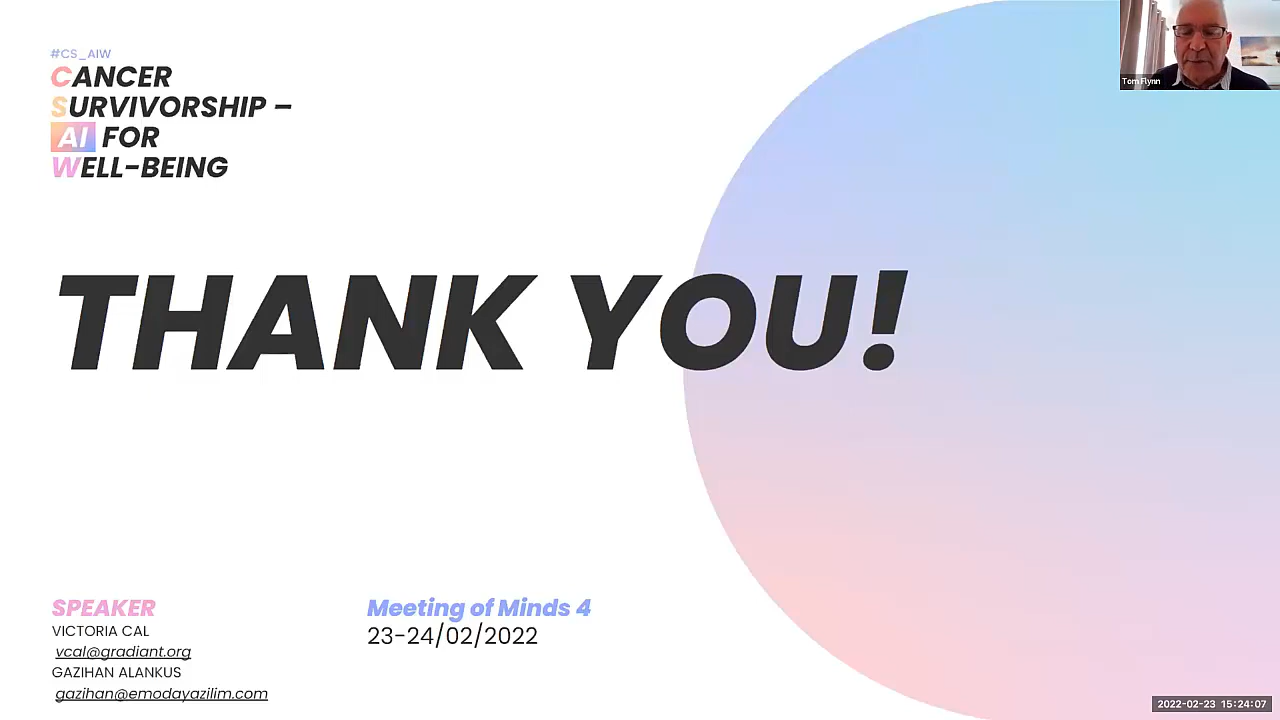 #CS_AIW
CANCER
SURVIVORSHIP –
AI FOR
WELL-BEING
Tom Flynn
THANK YOU!
SPEAKER
VICTORIA CAL
vcal@gradiant.org
GAZIHAN ALANKUS
gazihan@emodayazilim.com
Meeting of Minds 4
23-24/02/2022
2022-02-23 15:24:07